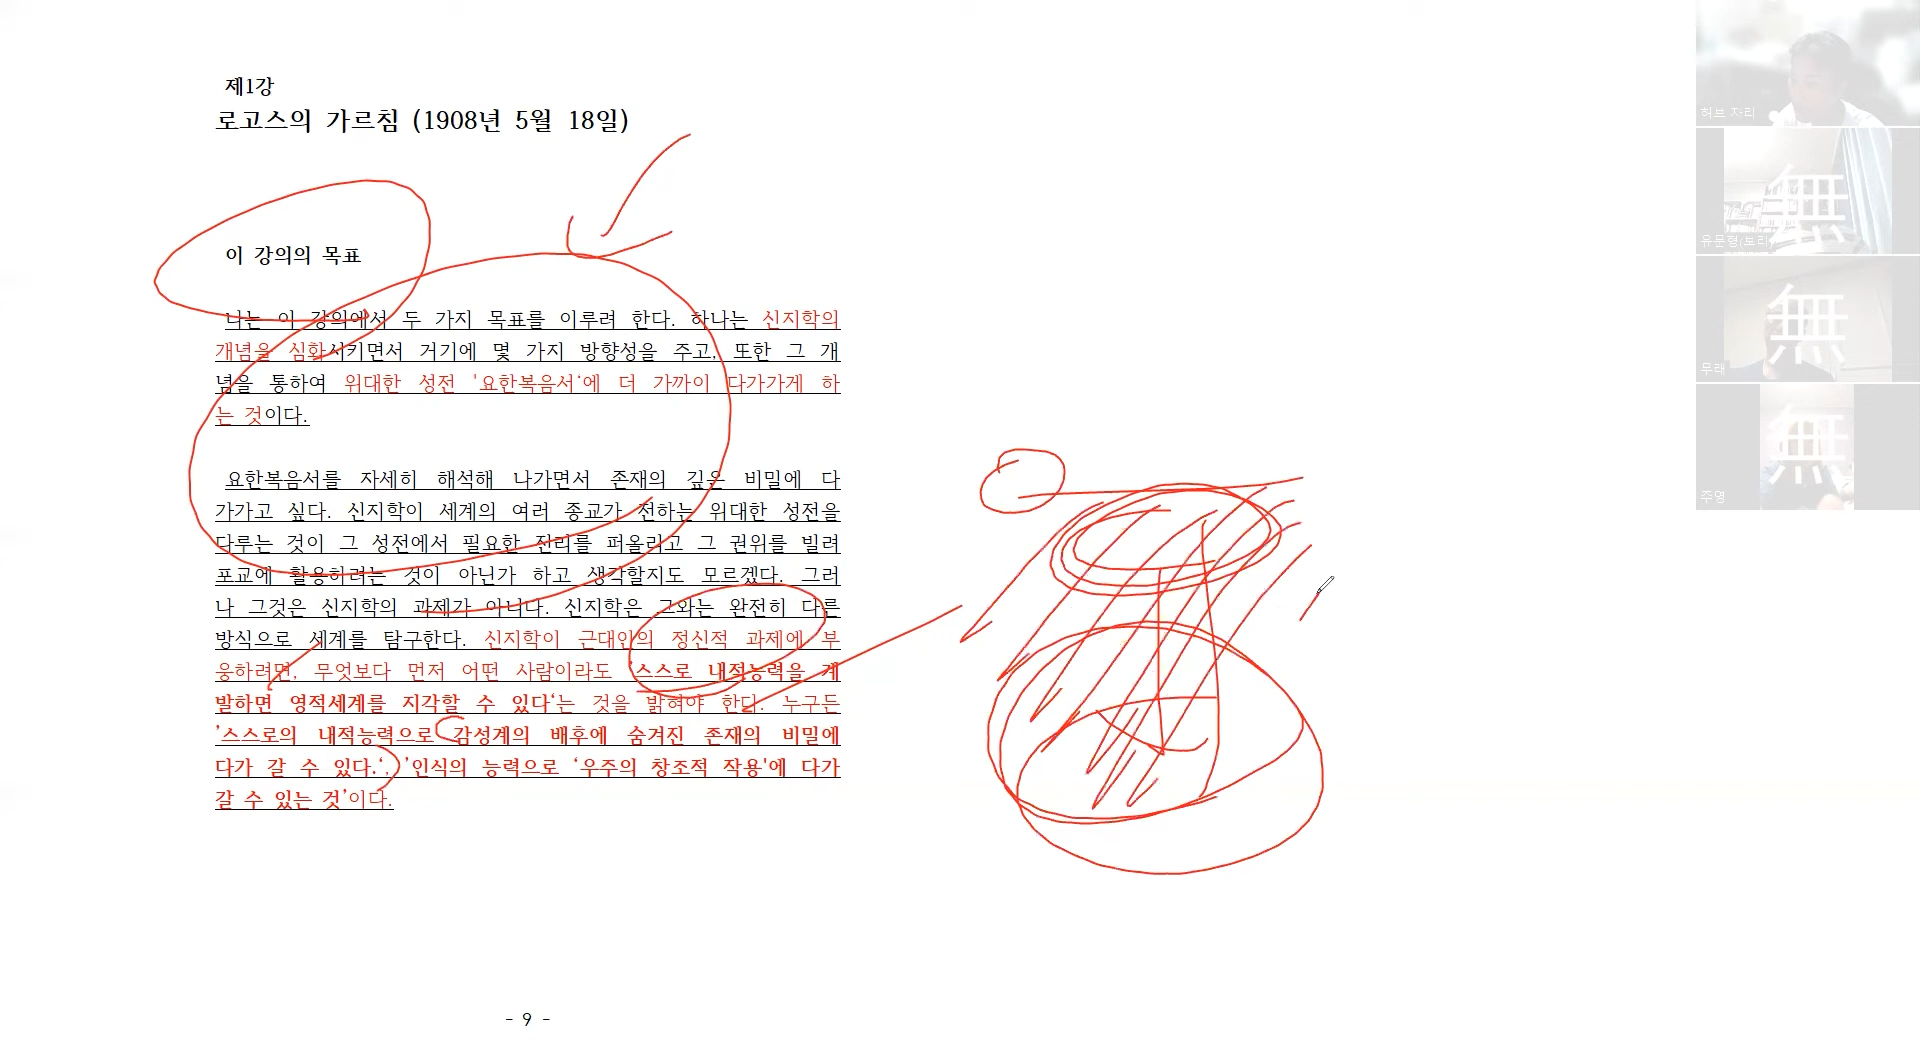 제1강
로고스의 가르침 (1908년 5월 18일)
이 강의의 목표
나는 이 강의에서 두 가지 목표를 이루려 한다. 하나는 신지학의
개념을 심화시키면서 거기에 몇 가지 방향성을 주고, 또한 그 개
념을 통하여 위대한 성전 '요한복음서‘에 더 가까이 다가가게 하
는 것이다.
요한복음서를 자세히 해석해 나가면서 존재의 깊은 비밀에 다
가가고 싶다. 신지학이 세계의 여러 종교가 전하는 위대한 성전을
다루는 것이 그 성전에서 필요한 진리를 퍼올리고 그 권위를 빌려
포교에 활용하려는 것이 아닌가 하고 생각할지도 모르겠다. 그러
나 그것은 신지학의 과제가 아니다. 신지학은 그와는 완전히 다른
방식으로 세계를 탐구한다. 신지학이 근대인의 정신적 과제에 부
응하려면, 무엇보다 먼저 어떤 사람이라도 '스스로 내적능력을 계
발하면 영적세계를 지각할 수 있다‘는 것을 밝혀야 한다. 누구든
’스스로의 내적능력으로 감성계의 배후에 숨겨진 존재의 비밀에
다가 갈 수 있다.‘, ’인식의 능력으로 ‘우주의 창조적 작용'에 다가
갈 수 있는 것’이다.
- 9 -
허브 자리
無
유문형(보리)
無
무래
無
주영